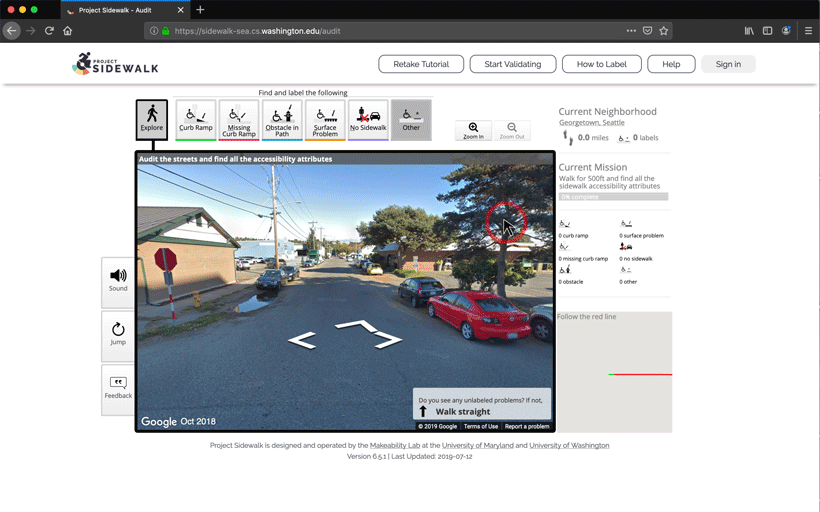 Project Sidewalk - Audit
https://sidewalk-sea.cs.washington.edu/audit
PROJECT
SIDEWALK
Retake Tutorial
Start Validating
How to Label
Help
Sign in
Find and label the following
Explore
Curb Ramp
Missing
Curb Ramp
Obstacle in
Path
Surface
Problem
No Sidewalk
Other
Zoom In
Zoom Out
Current Neighborhood
Georgetown, Seattle
0.0 miles
0 labels
Audit the streets and find all the accessibility attributes
Current Mission
Walk for 500ft and find all the
sidewalk accessibility attributes
0% complete
0 curb ramp
0 surface problem
0 missing curb ramp
0 no sidewalk
0 obstacle
0 other
Sound
Jump
Feedback
Follow the red line
Do you see any unlabeled problems? If not,
Walk straight
Google Oct 2018
© 2019 Google
Terms of Use
Report a problem
Project Sidewalk is designed and operated by the Makeability Lab at the University of Maryland and University of Washington
Version 6.5.1 | Last Updated: 2019-07-12